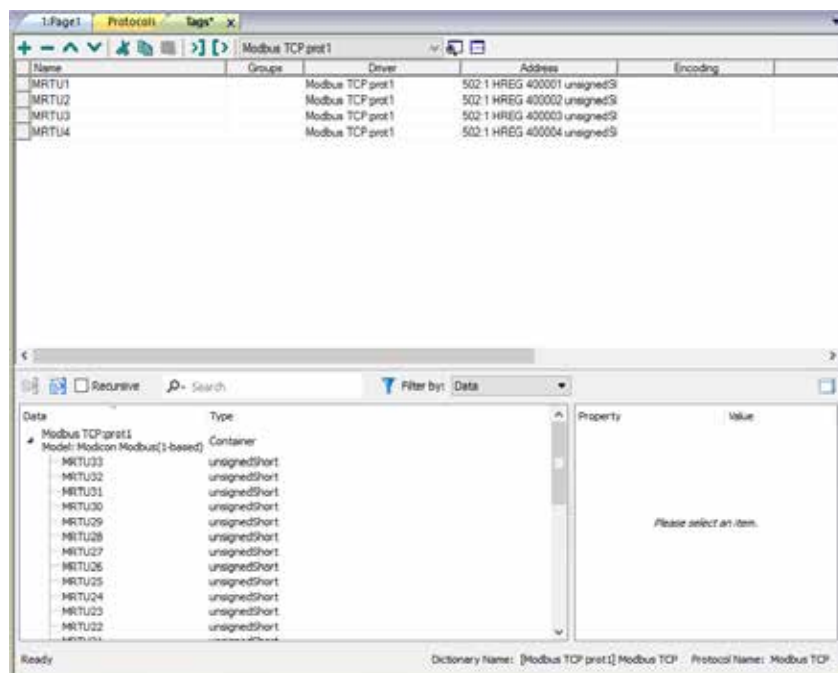 1:Page1 Protocols Tags* x
Modbus TCP:prot1
Name Groups Driver Address Encoding
MRTU1 Modbus TCP:prot1 502:1 HREG 400001 unsignedSl
MRTU2 Modbus TCP:prot1 502:1 HREG 400002 unsignedSl
MRTU3 Modbus TCP:prot1 502:1 HREG 400003 unsignedSl
MRTU4 Modbus TCP:prot1 502:1 HREG 400004 unsignedSl
Recursive Search Filter by: Data
Data Type Property Value
Modbus TCP:prot1
Model: Modicon Modbus(1-based) Container
MRTU33 unsignedShort
MRTU32 unsignedShort
MRTU31 unsignedShort
MRTU30 unsignedShort
MRTU29 unsignedShort
Please select an item.
MRTU28 unsignedShort
MRTU27 unsignedShort
MRTU26 unsignedShort
MRTU25 unsignedShort
MRTU24 unsignedShort
MRTU23 unsignedShort
MRTU22 unsignedShort
Ready Dictionary Name: [Modbus TCP:prot1] Modbus TCP Protocol Name: Modbus TCP